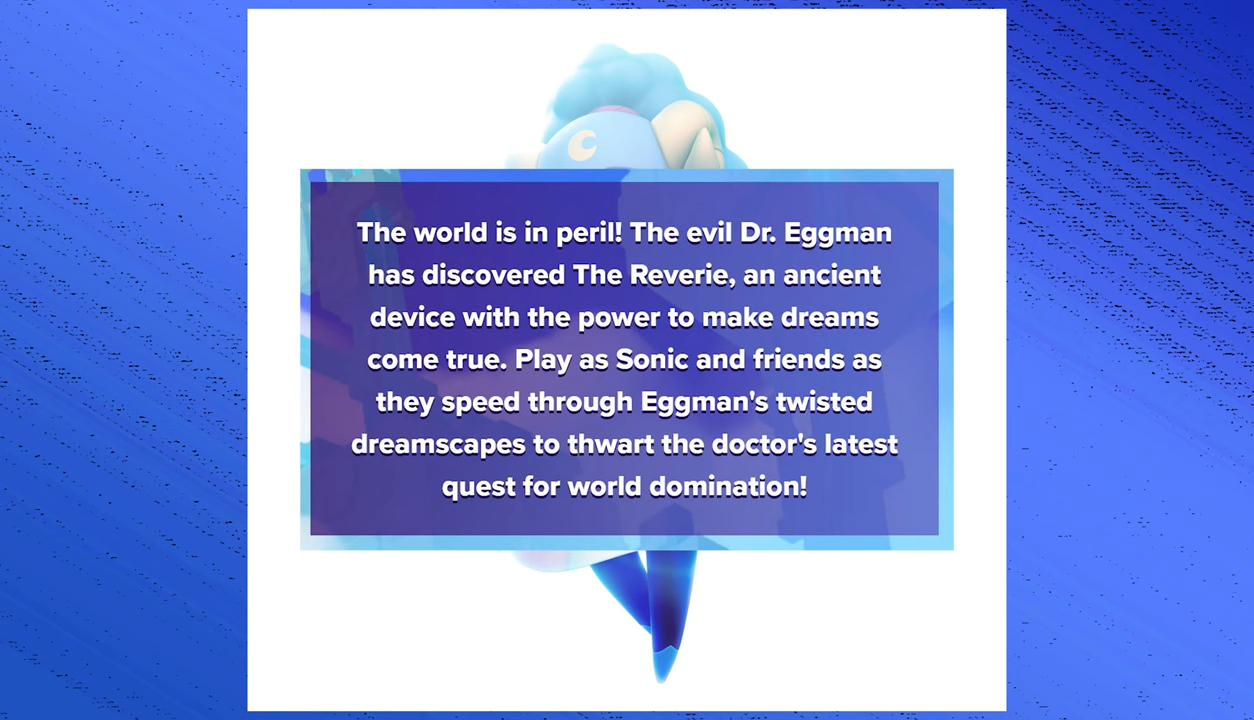 The world is in peril! The evil Dr. Eggman
has discovered The Reverie, an ancient
device with the power to make dreams
come true. Play as Sonic and friends as
they speed through Eggman's twisted
dreamscapes to thwart the doctor's latest
quest for world domination!